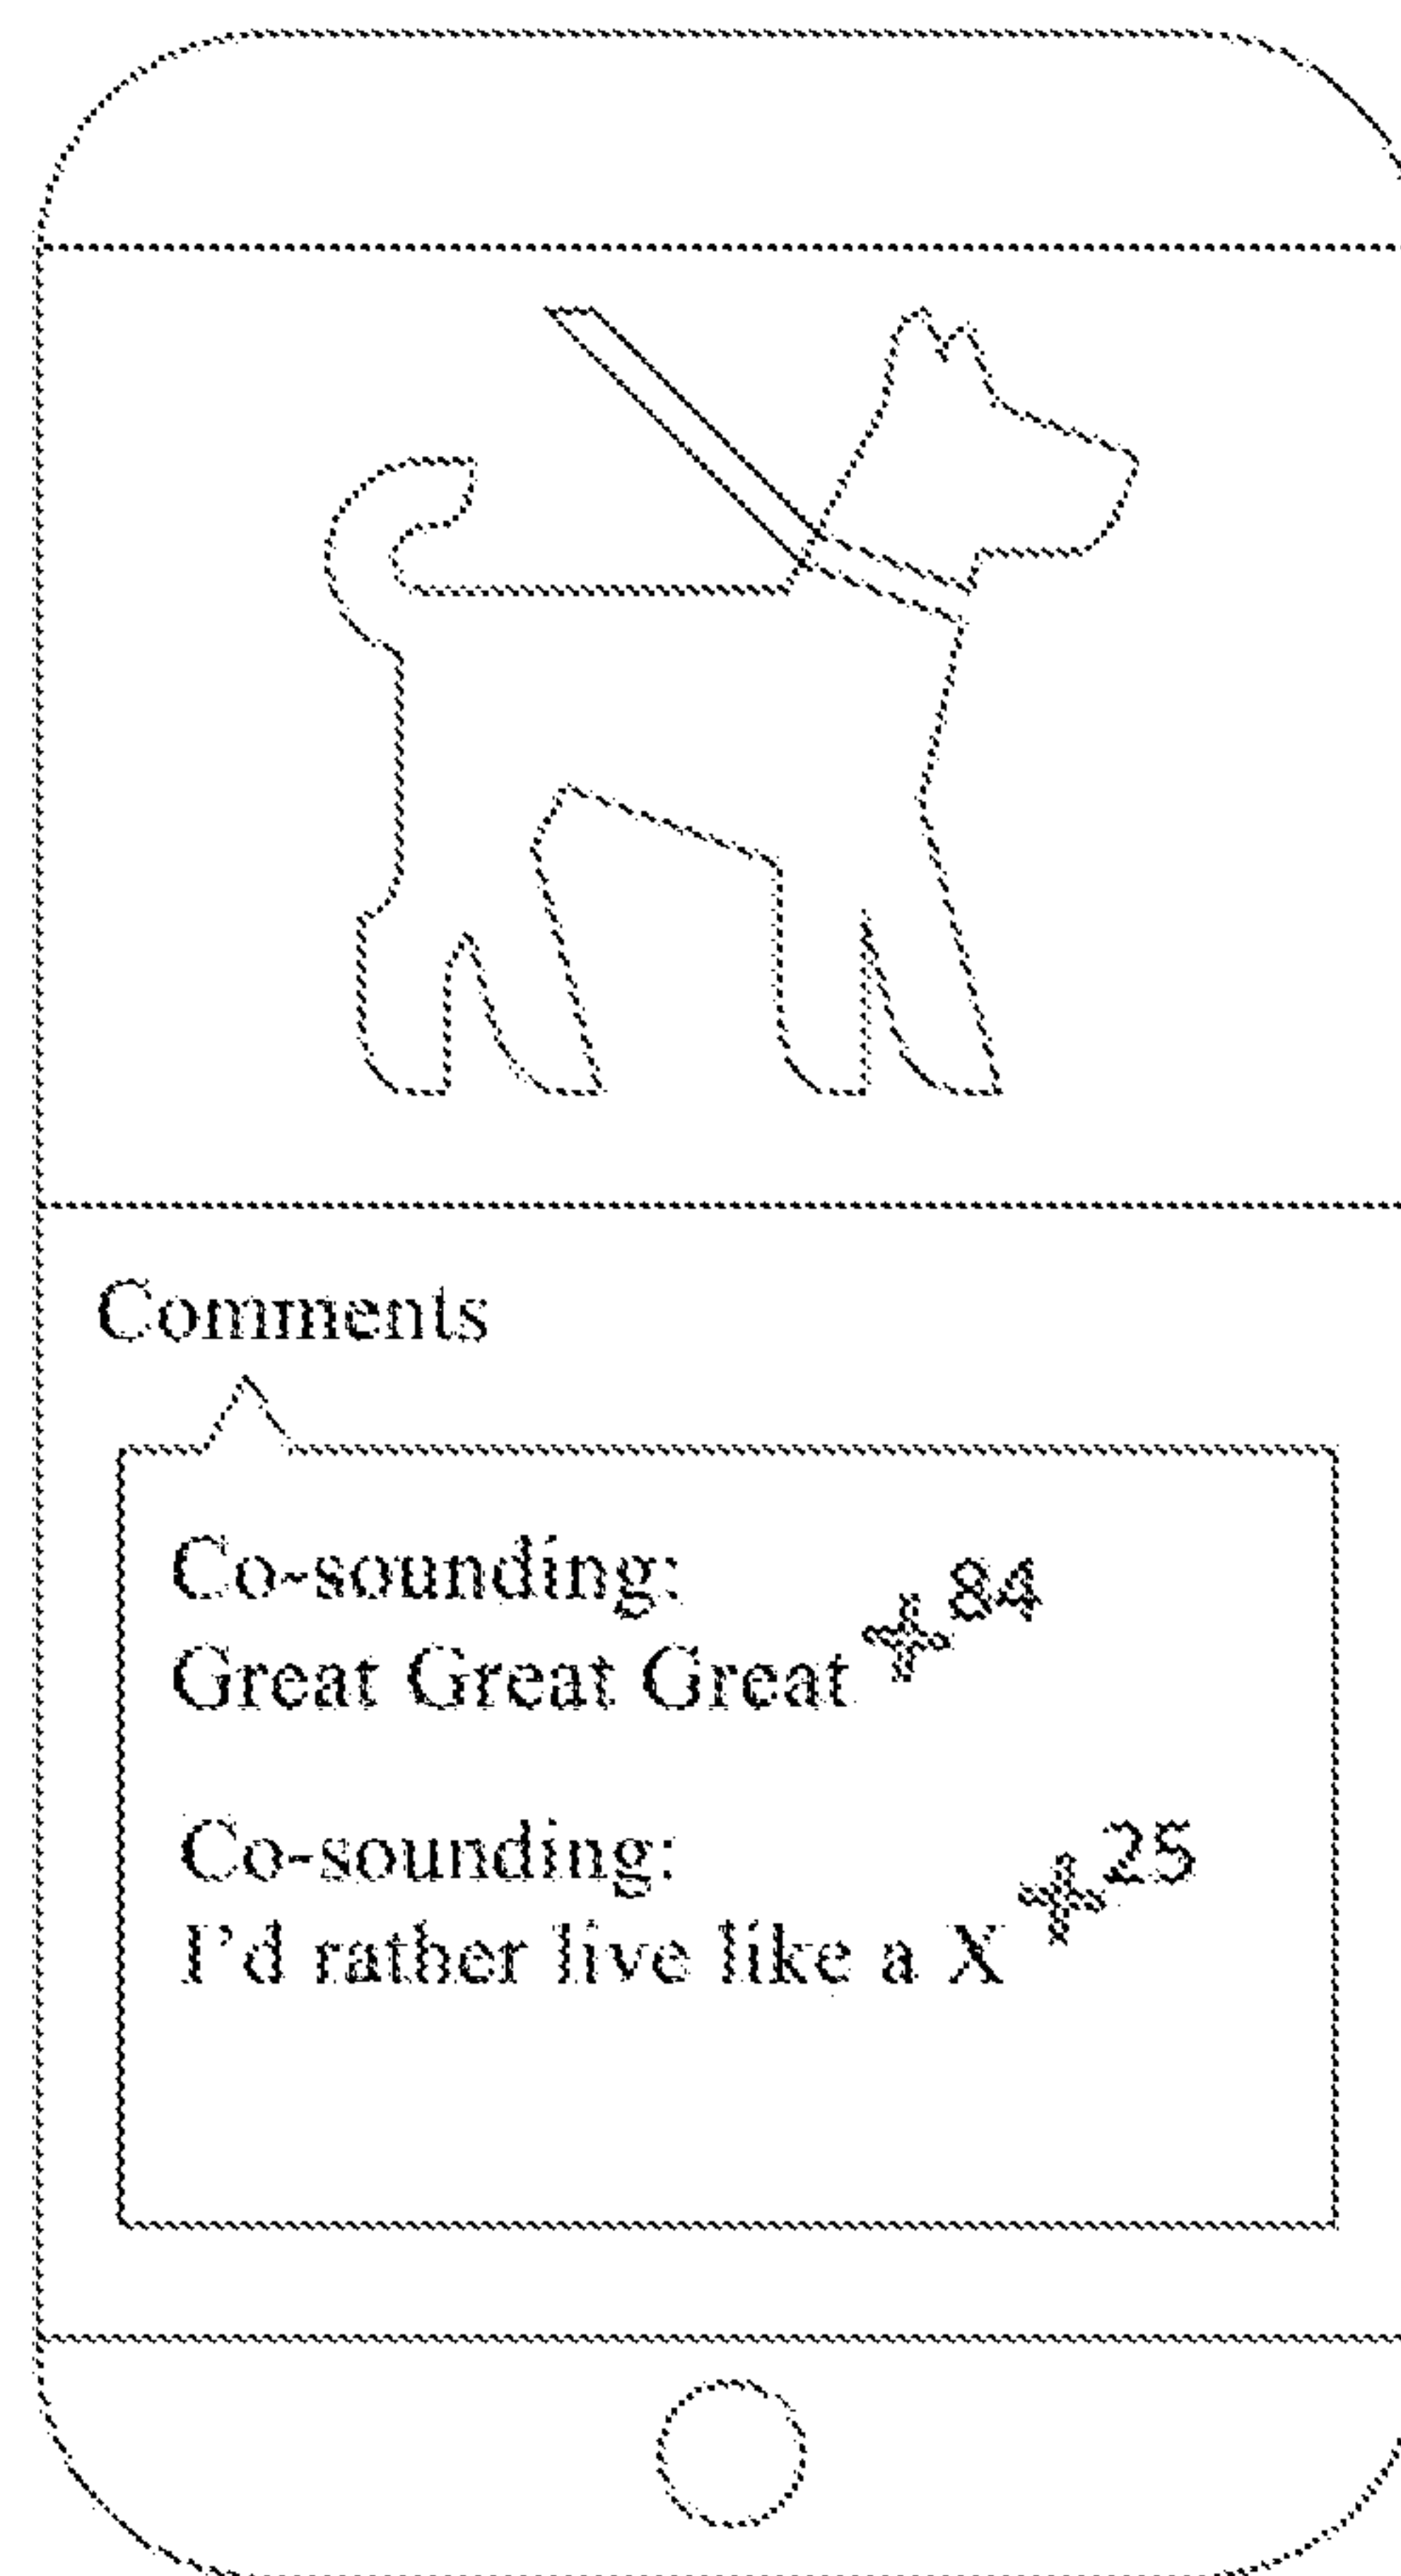 Comments
Co-sounding:
Great Great Great +84
Co-sounding:
I'd rather live like a X +25